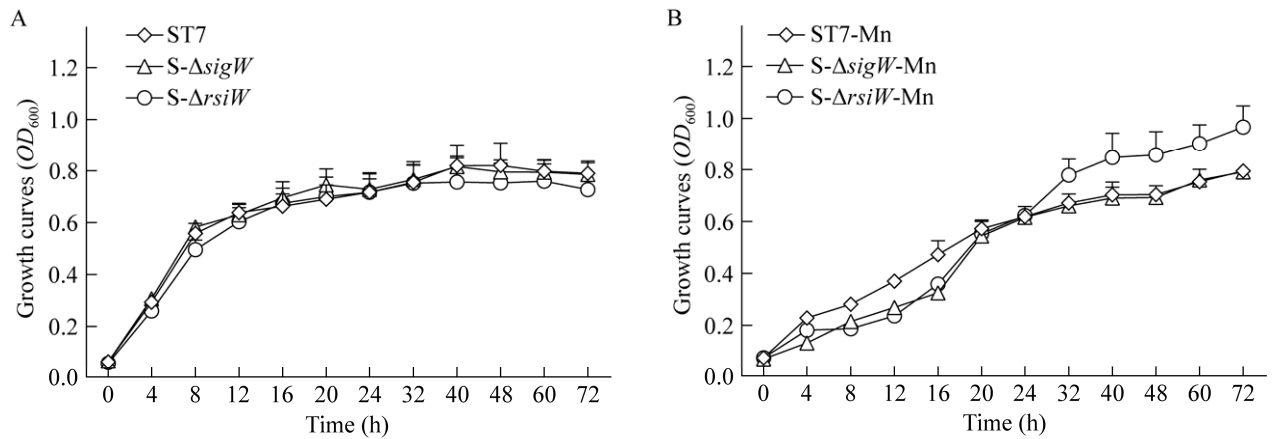 A
ST7
S-ΔsigW
S-ΔrsiW
Growth curves (OD600)
1.2
1.0
0.8
0.6
0.4
0.2
0.0
0 4 8 12 16 20 24 32 40 48 60 72
Time (h)
B
ST7-Mn
S-ΔsigW-Mn
S-ΔrsiW-Mn
Growth curves (OD600)
1.2
1.0
0.8
0.6
0.4
0.2
0.0
0 4 8 12 16 20 24 32 40 48 60 72
Time (h)